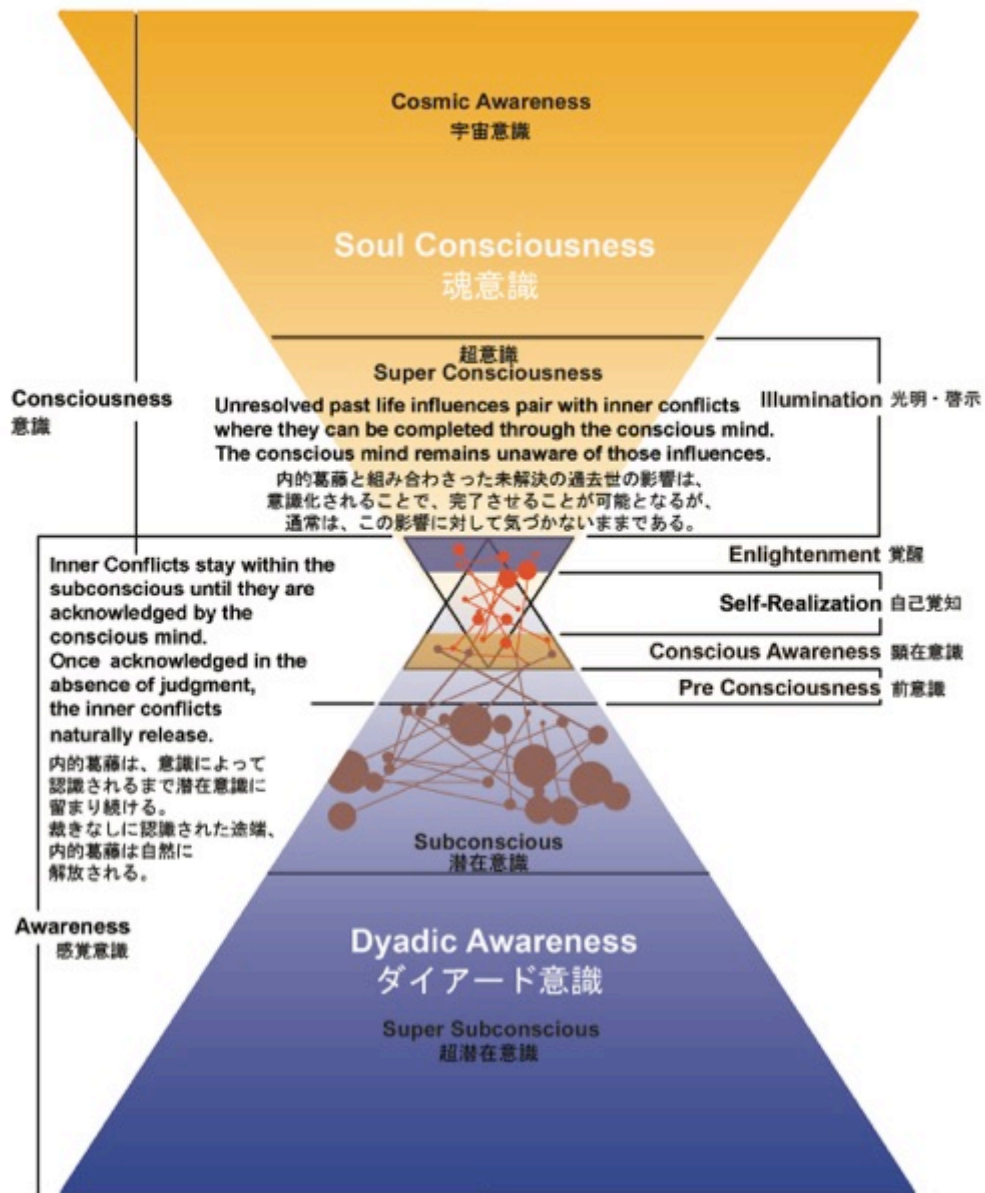 Cosmic Awareness
宇宙意識
Soul Consciousness
魂意識
超意識
Super Consciousness
Consciousness
意識
Unresolved past life influences pair with inner conflicts
where they can be completed through the conscious mind.
The conscious mind remains unaware of those influences.
内的葛藤と組み合わさった未解決の過去世の影響は、
意識化されることで、完了させることが可能となるが、
通常は、この影響に対して気づかないままである。
Illumination 光明・啓示
Enlightenment 覚醒
Self-Realization 自己覚知
Conscious Awareness 顕在意識
Pre Consciousness 前意識
Inner Conflicts stay within the
subconscious until they are
acknowledged by the
conscious mind.
Once acknowledged in the
absence of judgment,
the inner conflicts
naturally release.
内的葛藤は、意識によって
認識されるまで潜在意識に
留まり続ける。
裁きなしに認識された途端、
内的葛藤は自然に
解放される。
Subconscious
潜在意識
Awareness
感覚意識
Dyadic Awareness
ダイアード意識
Super Subconscious
超潜在意識